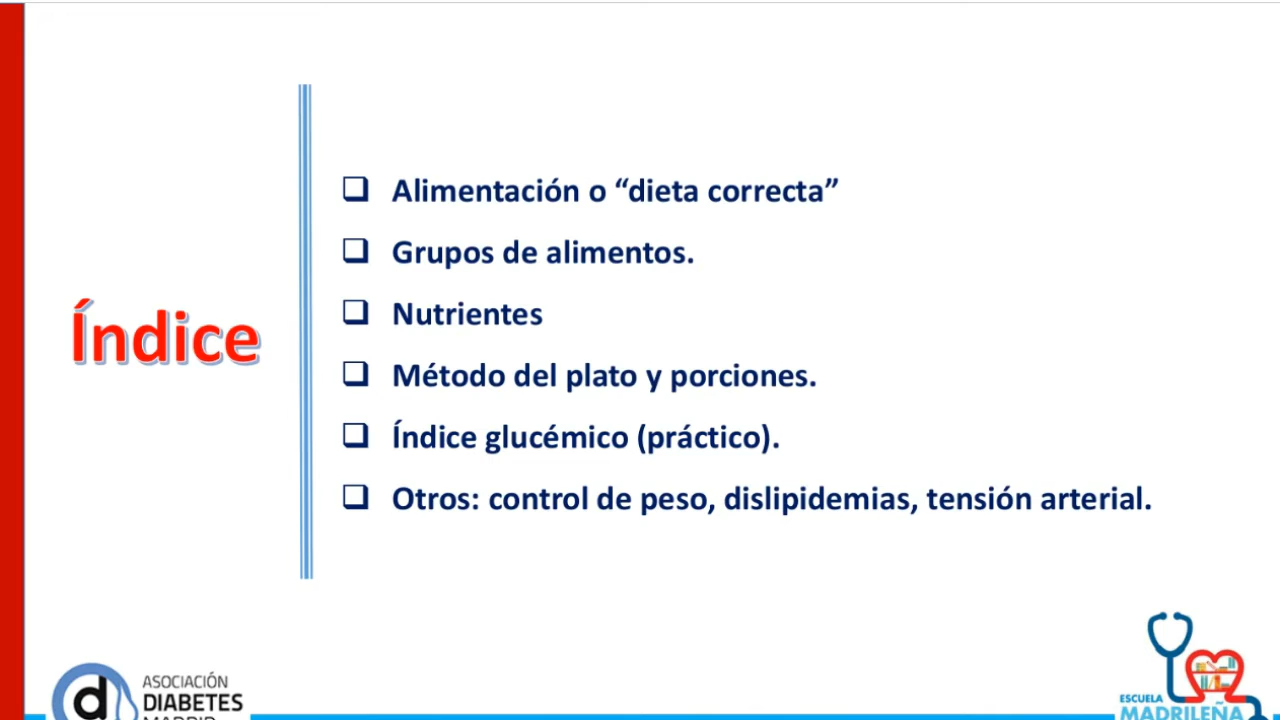 Índice
❑ Alimentación o “dieta correcta”
❑ Grupos de alimentos.
❑ Nutrientes
❑ Método del plato y porciones.
❑ Índice glucémico (práctico).
❑ Otros: control de peso, dislipidemias, tensión arterial.
d
ASOCIACIÓN
DIABETES
MADRID
ESCUELA
MADRILEÑA